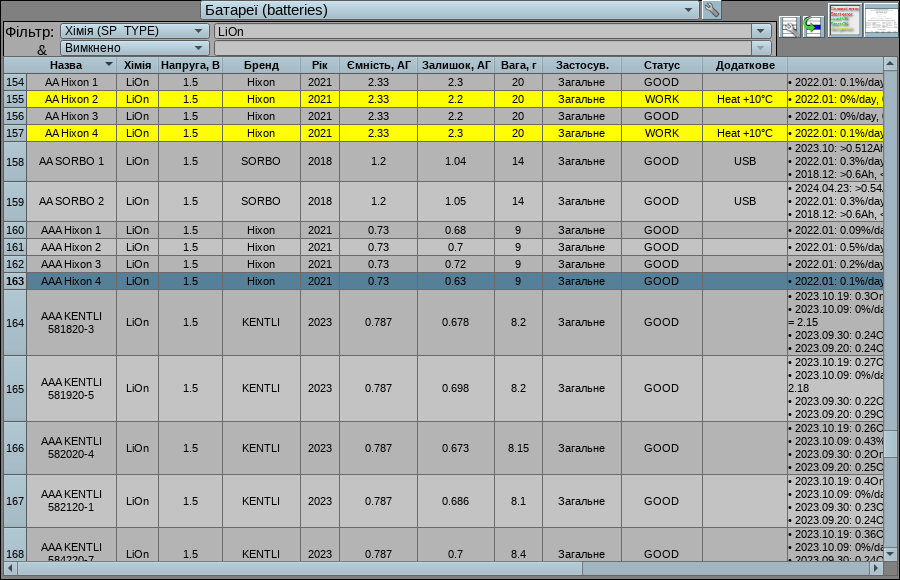 Батареї (batteries)
Фільтр: Хімія (SP_TYPE) LiOn
& Вимкнено
Назва Хімія Напруга, В Бренд Рік Ємність, АГ Залишок, АГ Вага, г Застосув. Статус Додаткове
154 AA Hixon 1 LiOn 1.5 Hixon 2021 2.33 2.3 20 Загальне GOOD • 2022.01: 0.1%/day
155 AA Hixon 2 LiOn 1.5 Hixon 2021 2.33 2.2 20 Загальне WORK Heat +10°C • 2022.01: 0%/day,
156 AA Hixon 3 LiOn 1.5 Hixon 2021 2.33 2.2 20 Загальне GOOD • 2022.01: 0%/day,
157 AA Hixon 4 LiOn 1.5 Hixon 2021 2.33 2.3 20 Загальне WORK Heat +10°C • 2022.01: 0.1%/day
• 2023.10: >0.512Ah
158 AA SORBO 1 LiOn 1.5 SORBO 2018 1.2 1.04 14 Загальне GOOD USB • 2022.01: 0.3%/day
• 2018.12: >0.6Ah, <
• 2024.04.23: >0.54
159 AA SORBO 2 LiOn 1.5 SORBO 2018 1.2 1.05 14 Загальне GOOD USB • 2022.01: 0.3%/day
• 2018.12: >0.6Ah, <
160 AAA Hixon 1 LiOn 1.5 Hixon 2021 0.73 0.68 9 Загальне GOOD • 2022.01: 0.09%/da
161 AAA Hixon 2 LiOn 1.5 Hixon 2021 0.73 0.7 9 Загальне GOOD • 2022.01: 0.5%/day
162 AAA Hixon 3 LiOn 1.5 Hixon 2021 0.73 0.72 9 Загальне GOOD • 2022.01: 0.2%/day
163 AAA Hixon 4 LiOn 1.5 Hixon 2021 0.73 0.63 9 Загальне GOOD • 2022.01: 0.1%/day
• 2023.10.19: 0.3Om
• 2023.10.09: 0%/da
164 AAA KENTLI 581820-3 LiOn 1.5 KENTLI 2023 0.787 0.678 8.2 Загальне GOOD = 2.15
• 2023.09.30: 0.24O
• 2023.09.20: 0.24O
• 2023.10.19: 0.27O
• 2023.10.09: 0%/da
165 AAA KENTLI 581920-5 LiOn 1.5 KENTLI 2023 0.787 0.698 8.2 Загальне GOOD 2.18
• 2023.09.30: 0.22O
• 2023.09.20: 0.29O
• 2023.10.19: 0.26O
• 2023.10.09: 0.43%
166 AAA KENTLI 582020-4 LiOn 1.5 KENTLI 2023 0.787 0.673 8.15 Загальне GOOD • 2023.09.30: 0.2Om
• 2023.09.20: 0.25O
• 2023.10.19: 0.4Om
• 2023.10.09: 0%/da
167 AAA KENTLI 582120-1 LiOn 1.5 KENTLI 2023 0.787 0.686 8.1 Загальне GOOD • 2023.09.30: 0.23O
• 2023.09.20: 0.24O
• 2023.10.19: 0.36O
• 2023.10.09: 0%/da
168 AAA KENTLI 584220-7 LiOn 1.5 KENTLI 2023 0.787 0.7 8.4 Загальне GOOD • 2023.09.30: 0.24O